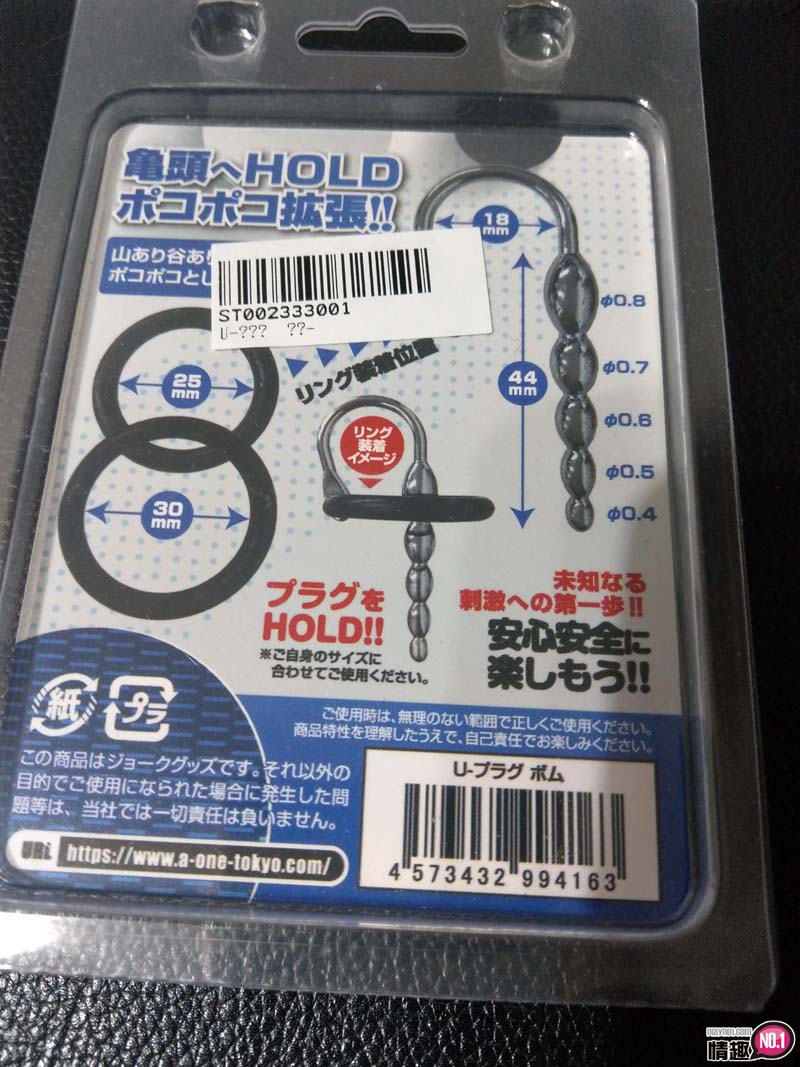 亀頭へHOLD
ポコポコ拡張!!
山あり谷あり
ポコポコとし
ST002333001
U-??? ??-
リング装着位置
18
mm
φ0.8
φ0.7
φ0.6
φ0.5
φ0.4
44
mm
25
mm
30
mm
リング
装着
イメージ
プラグを
HOLD!!
※ご自身のサイズに
合わせてご使用ください。
未知なる
刺激への第一歩!!
安心安全に
楽しもう!!
紙
プラ
ご使用時は、無理のない範囲で正しくご使用ください。
商品特性を理解したうえで、自己責任でお楽しみください。
この商品はジョークグッズです。それ以外の
目的でご使用になられた場合に発生した問
題等は、当社では一切責任は負いません。
URL https://www.a-one-tokyo.com/
U-プラグ ボム
4 573432 994163
playno1.com
情趣 NO.1